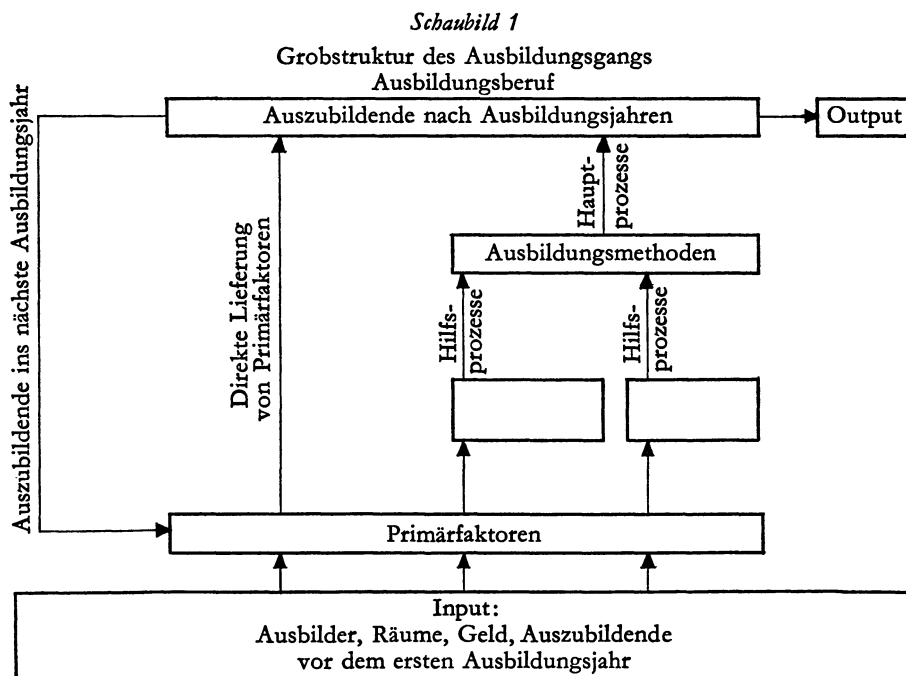 Schaubild 1
Grobstruktur des Ausbildungsgangs
Ausbildungsberuf
Auszubildende nach Ausbildungsjahren
Output
Auszubildende ins nächste Ausbildungsjahr
Direkte Lieferung
von Primärfaktoren
Haupt-
prozesse
Ausbildungsmethoden
Hilfs-
prozesse
Hilfs-
prozesse
Primärfaktoren
Input:
Ausbilder, Räume, Geld, Auszubildende
vor dem ersten Ausbildungsjahr